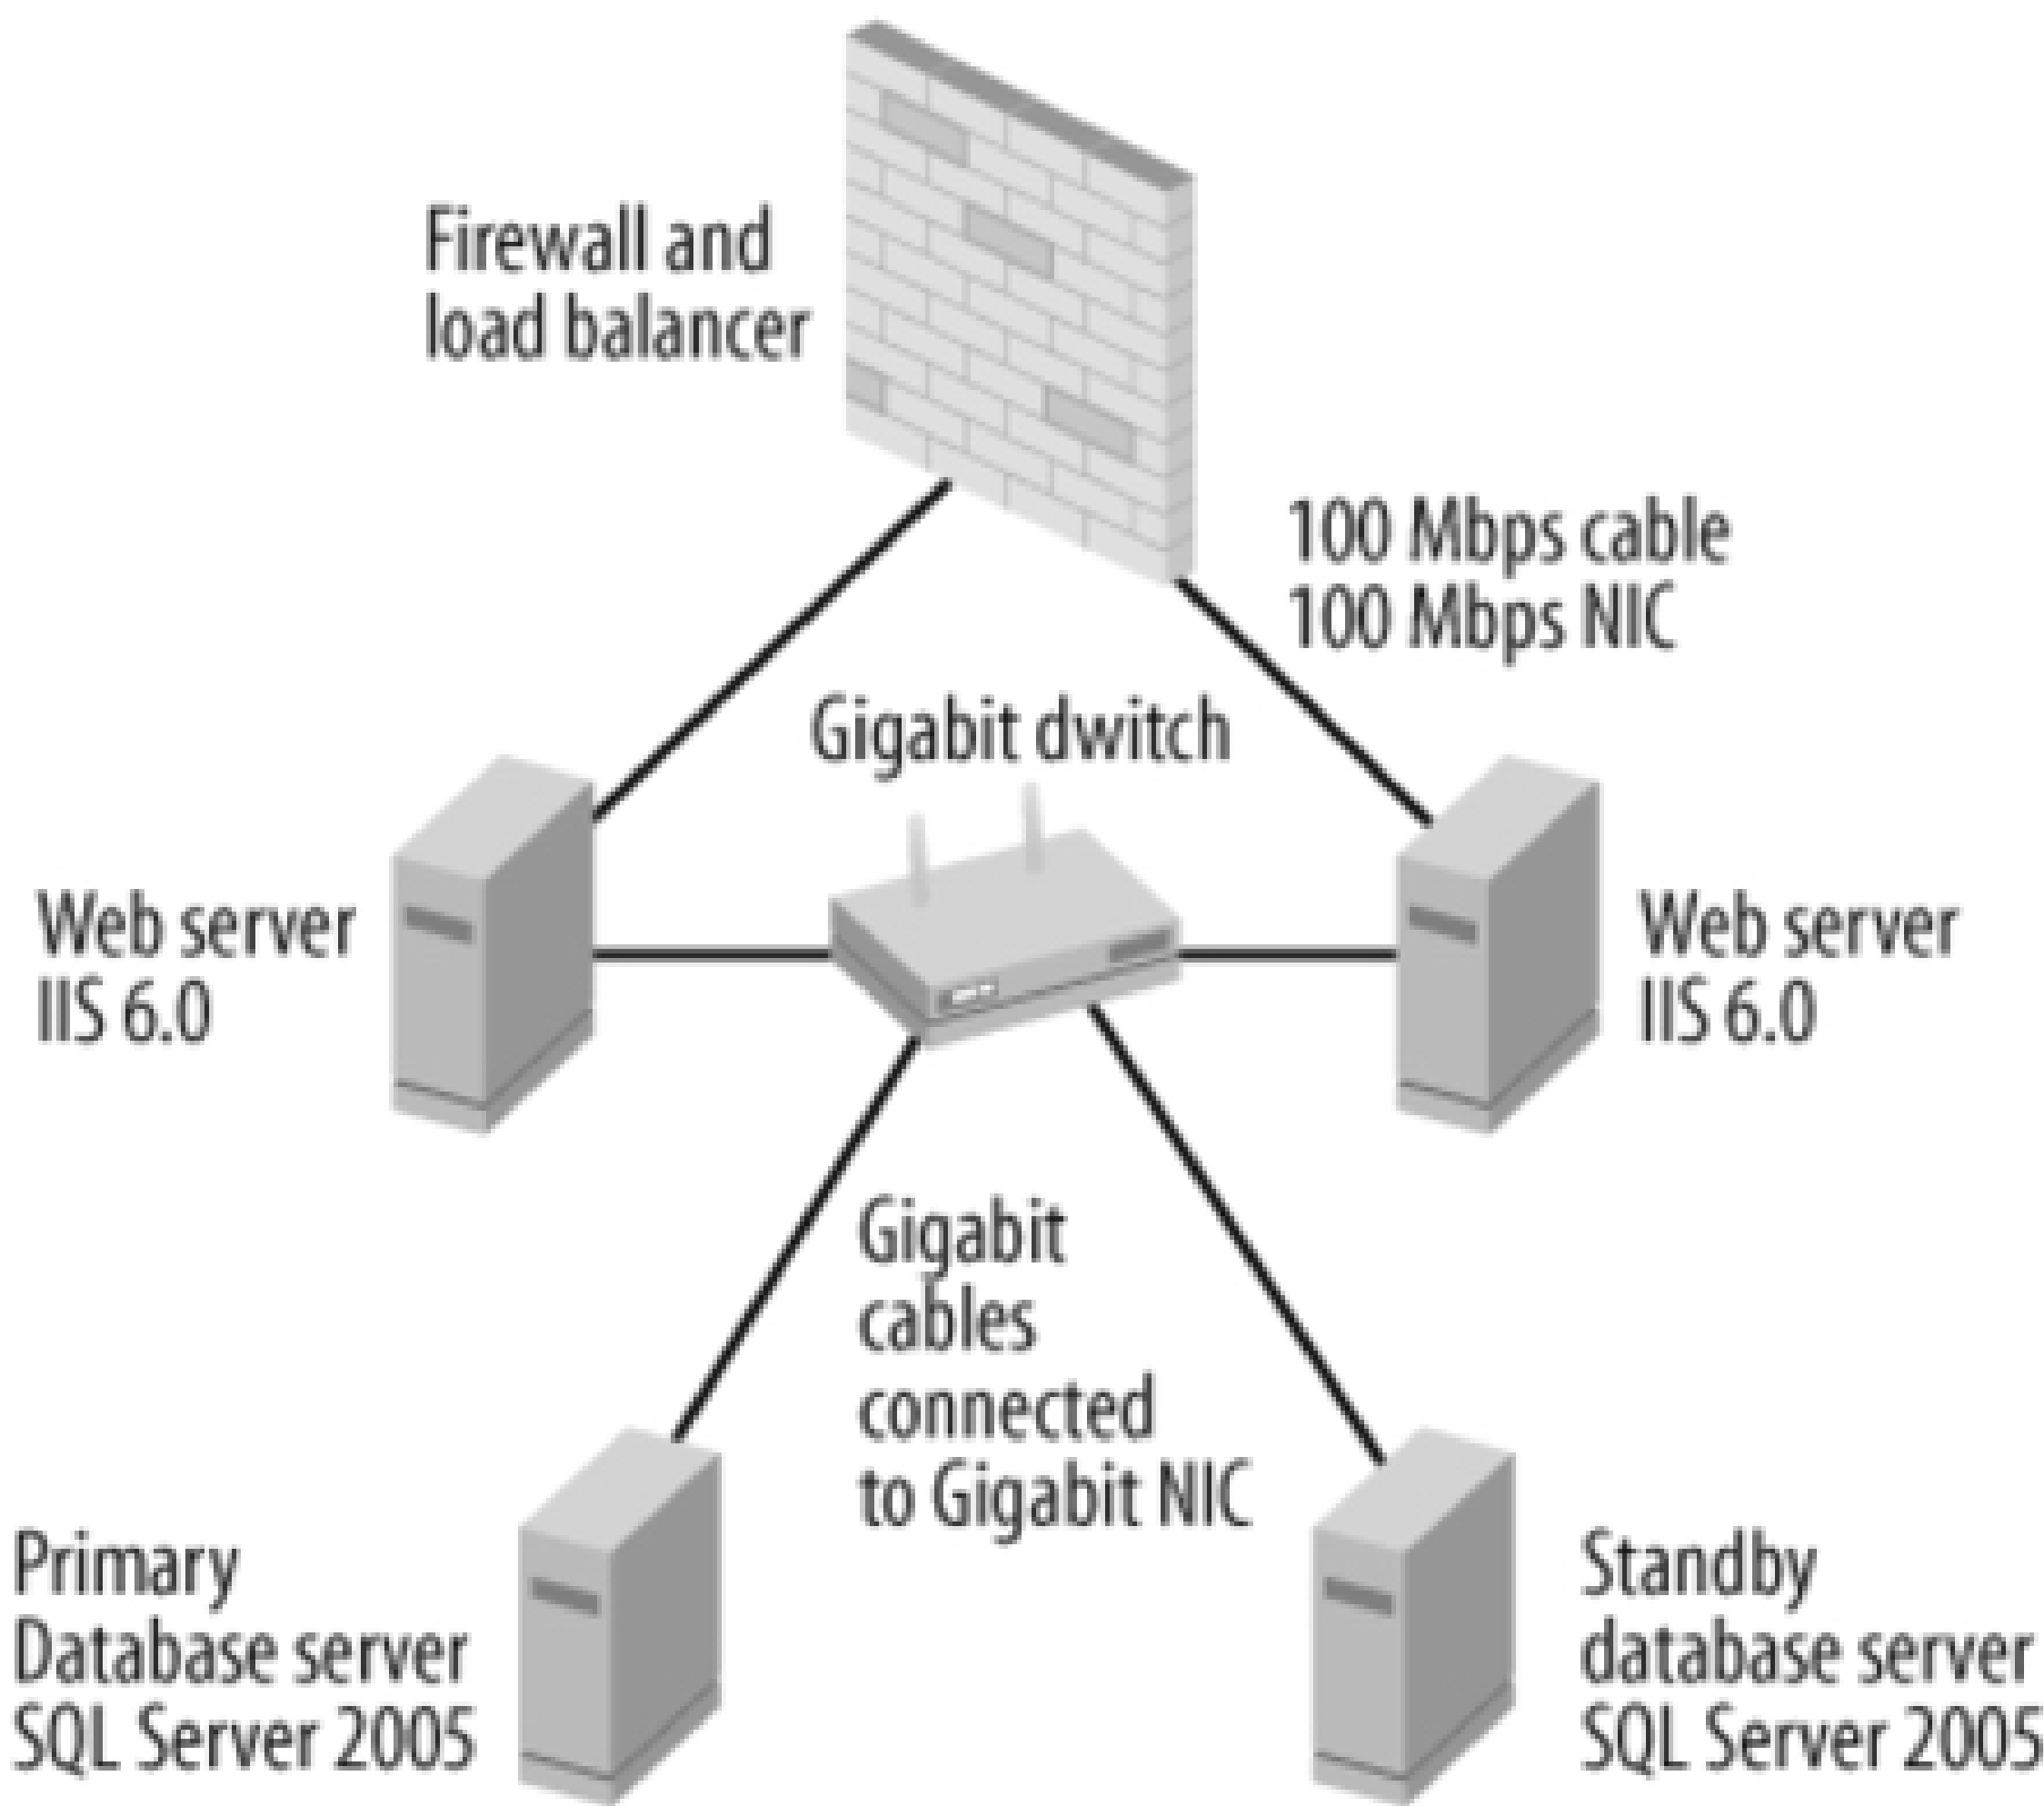 Firewall and
load balancer
100 Mbps cable
100 Mbps NIC
Gigabit dwitch
Web server
IIS 6.0
Web server
IIS 6.0
Gigabit
cables
connected
to Gigabit NIC
Primary
Database server
SQL Server 2005
Standby
database server
SQL Server 2005